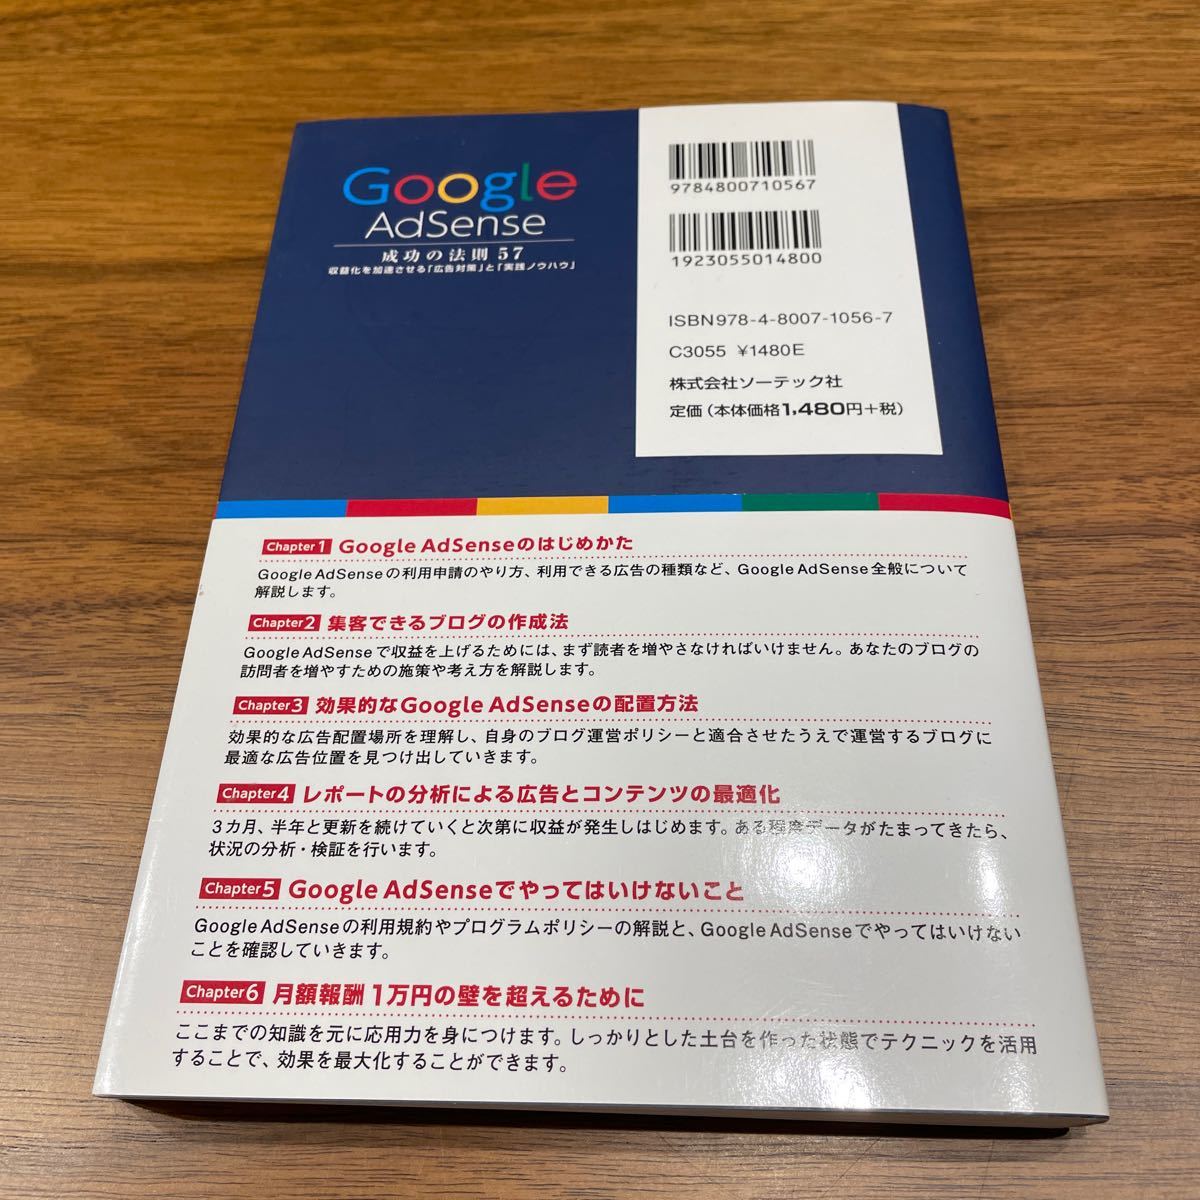 Google
AdSense
成功の法則 57
収益化を加速させる「広告対策」と「実践ノウハウ」
9784800710567
1923055014800
ISBN978-4-8007-1056-7
C3055 ¥1480E
株式会社ソーテック社
定価（本体価格1,480円+税）
Chapter 1 Google AdSenseのはじめかた
Google AdSenseの利用申請のやり方、利用できる広告の種類など、Google AdSense全般について
解説します。
Chapter 2 集客できるブログの作成法
Google AdSenseで収益を上げるためには、まず読者を増やさなければいけません。あなたのブログの
訪問者を増やすための施策や考え方を解説します。
Chapter 3 効果的なGoogle AdSenseの配置方法
効果的な広告配置場所を理解し、自身のブログ運営ポリシーと適合させたうえで運営するブログに
最適な広告位置を見つけ出していきます。
Chapter 4 レポートの分析による広告とコンテンツの最適化
3カ月、半年と更新を続けていくと次第に収益が発生しはじめます。ある程度データがたまってきたら、
状況の分析・検証を行います。
Chapter 5 Google AdSenseでやってはいけないこと
Google AdSenseの利用規約やプログラムポリシーの解説と、Google AdSenseでやってはいけない
ことを確認していきます。
Chapter 6 月額報酬1万円の壁を超えるために
ここまでの知識を元に応用力を身につけます。しっかりとした土台を作った状態でテクニックを活用
することで、効果を最大化することができます。